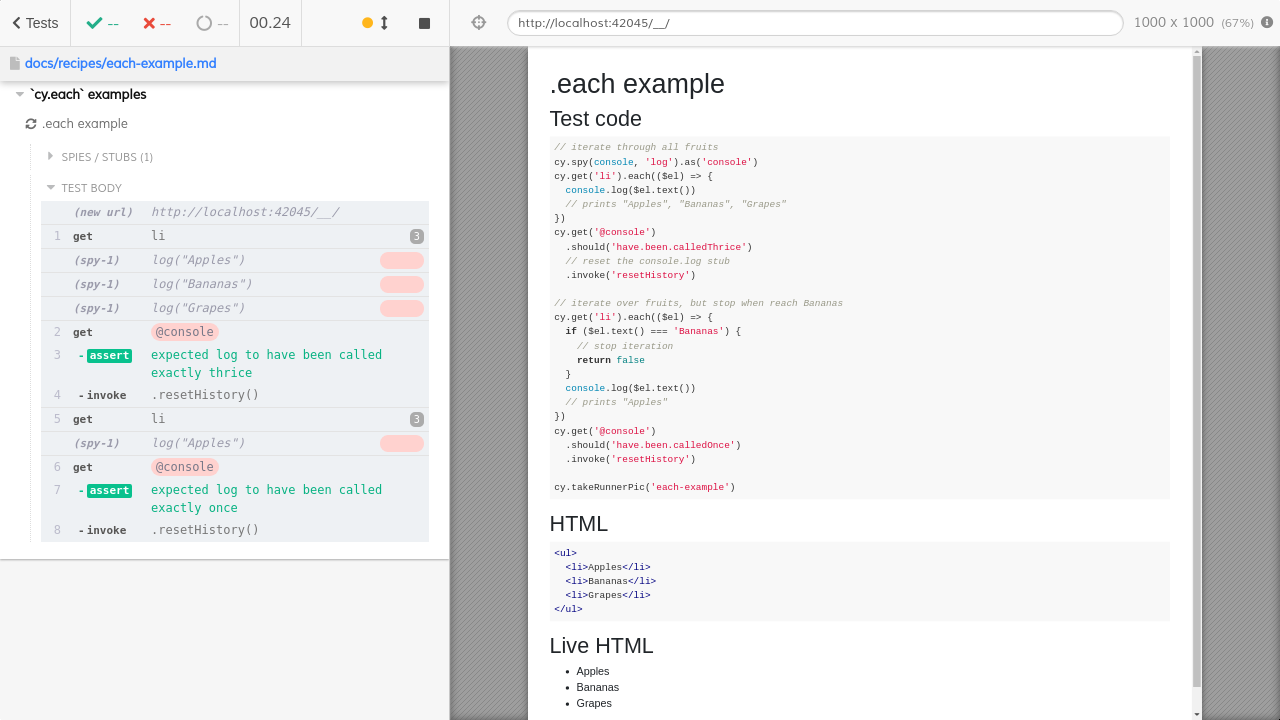 Tests -- -- -- 00.24
http://localhost:42045/__/ 1000 x 1000 (67%)
docs/recipes/each-example.md
`cy.each` examples
.each example
SPIES / STUBS (1)
TEST BODY
(new url) http://localhost:42045/__/
1 get li 3
(spy-1) log("Apples")
(spy-1) log("Bananas")
(spy-1) log("Grapes")
2 get @console
3 - assert expected log to have been called
exactly thrice
4 - invoke .resetHistory()
5 get li 3
(spy-1) log("Apples")
6 get @console
7 - assert expected log to have been called
exactly once
8 - invoke .resetHistory()
.each example
Test code
// iterate through all fruits
cy.spy(console, 'log').as('console')
cy.get('li').each(($el) => {
  console.log($el.text())
  // prints "Apples", "Bananas", "Grapes"
})
cy.get('@console')
  .should('have.been.calledThrice')
  // reset the console.log stub
  .invoke('resetHistory')
// iterate over fruits, but stop when reach Bananas
cy.get('li').each(($el) => {
  if ($el.text() === 'Bananas') {
    // stop iteration
    return false
  }
  console.log($el.text())
  // prints "Apples"
})
cy.get('@console')
  .should('have.been.calledOnce')
  .invoke('resetHistory')
cy.takeRunnerPic('each-example')
HTML
<ul>
  <li>Apples</li>
  <li>Bananas</li>
  <li>Grapes</li>
</ul>
Live HTML
• Apples
• Bananas
• Grapes